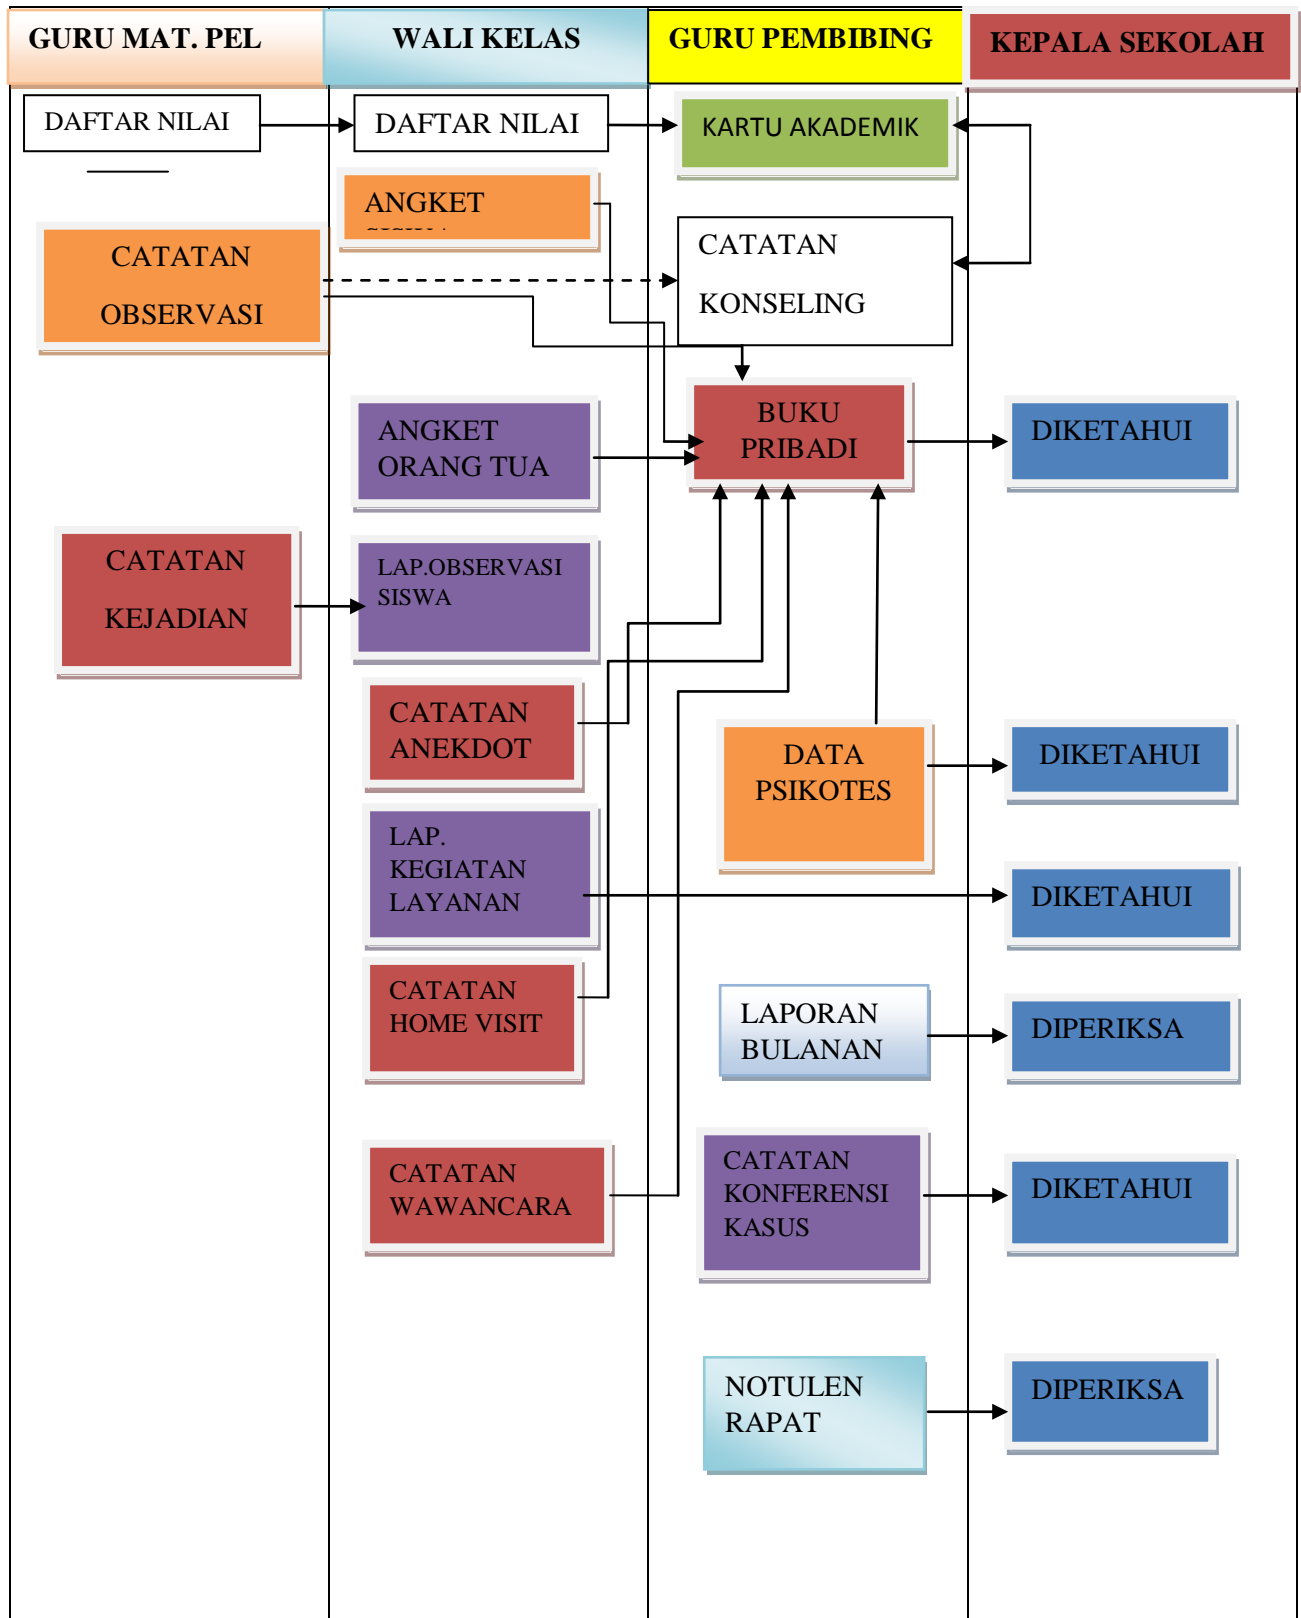 GURU MAT. PEL
WALI KELAS
GURU PEMBIBING
KEPALA SEKOLAH
DAFTAR NILAI
DAFTAR NILAI
KARTU AKADEMIK
ANGKET
CATATAN
OBSERVASI
CATATAN
KONSELING
ANGKET
ORANG TUA
BUKU
PRIBADI
DIKETAHUI
CATATAN
KEJADIAN
LAP.OBSERVASI
SISWA
CATATAN
ANEKDOT
DATA
PSIKOTES
DIKETAHUI
LAP.
KEGIATAN
LAYANAN
DIKETAHUI
CATATAN
HOME VISIT
LAPORAN
BULANAN
DIPERIKSA
CATATAN
WAWANCARA
CATATAN
KONFERENSI
KASUS
DIKETAHUI
NOTULEN
RAPAT
DIPERIKSA